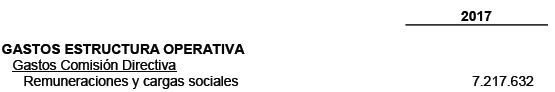 2017
GASTOS ESTRUCTURA OPERATIVA
Gastos Comisión Directiva
Remuneraciones y cargas sociales 7.217.632